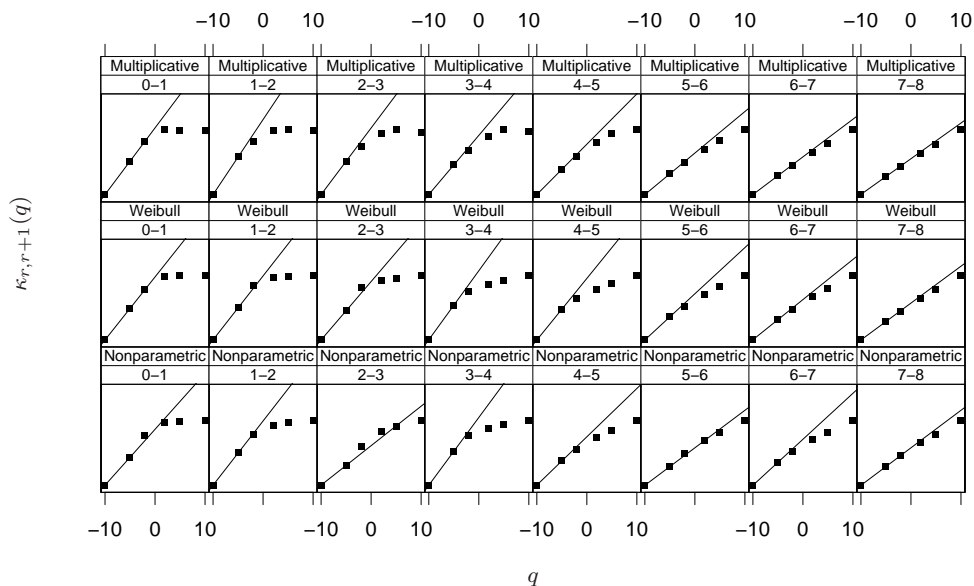 −10 0 10 −10 0 10 −10 0 10 −10 0 10
Multiplicative Multiplicative Multiplicative Multiplicative Multiplicative Multiplicative Multiplicative Multiplicative
0−1 1−2 2−3 3−4 4−5 5−6 6−7 7−8
Weibull Weibull Weibull Weibull Weibull Weibull Weibull Weibull
0−1 1−2 2−3 3−4 4−5 5−6 6−7 7−8
Nonparametric Nonparametric Nonparametric Nonparametric Nonparametric Nonparametric Nonparametric Nonparametric
0−1 1−2 2−3 3−4 4−5 5−6 6−7 7−8
−10 0 10 −10 0 10 −10 0 10 −10 0 10
κr,r+1(q)
q